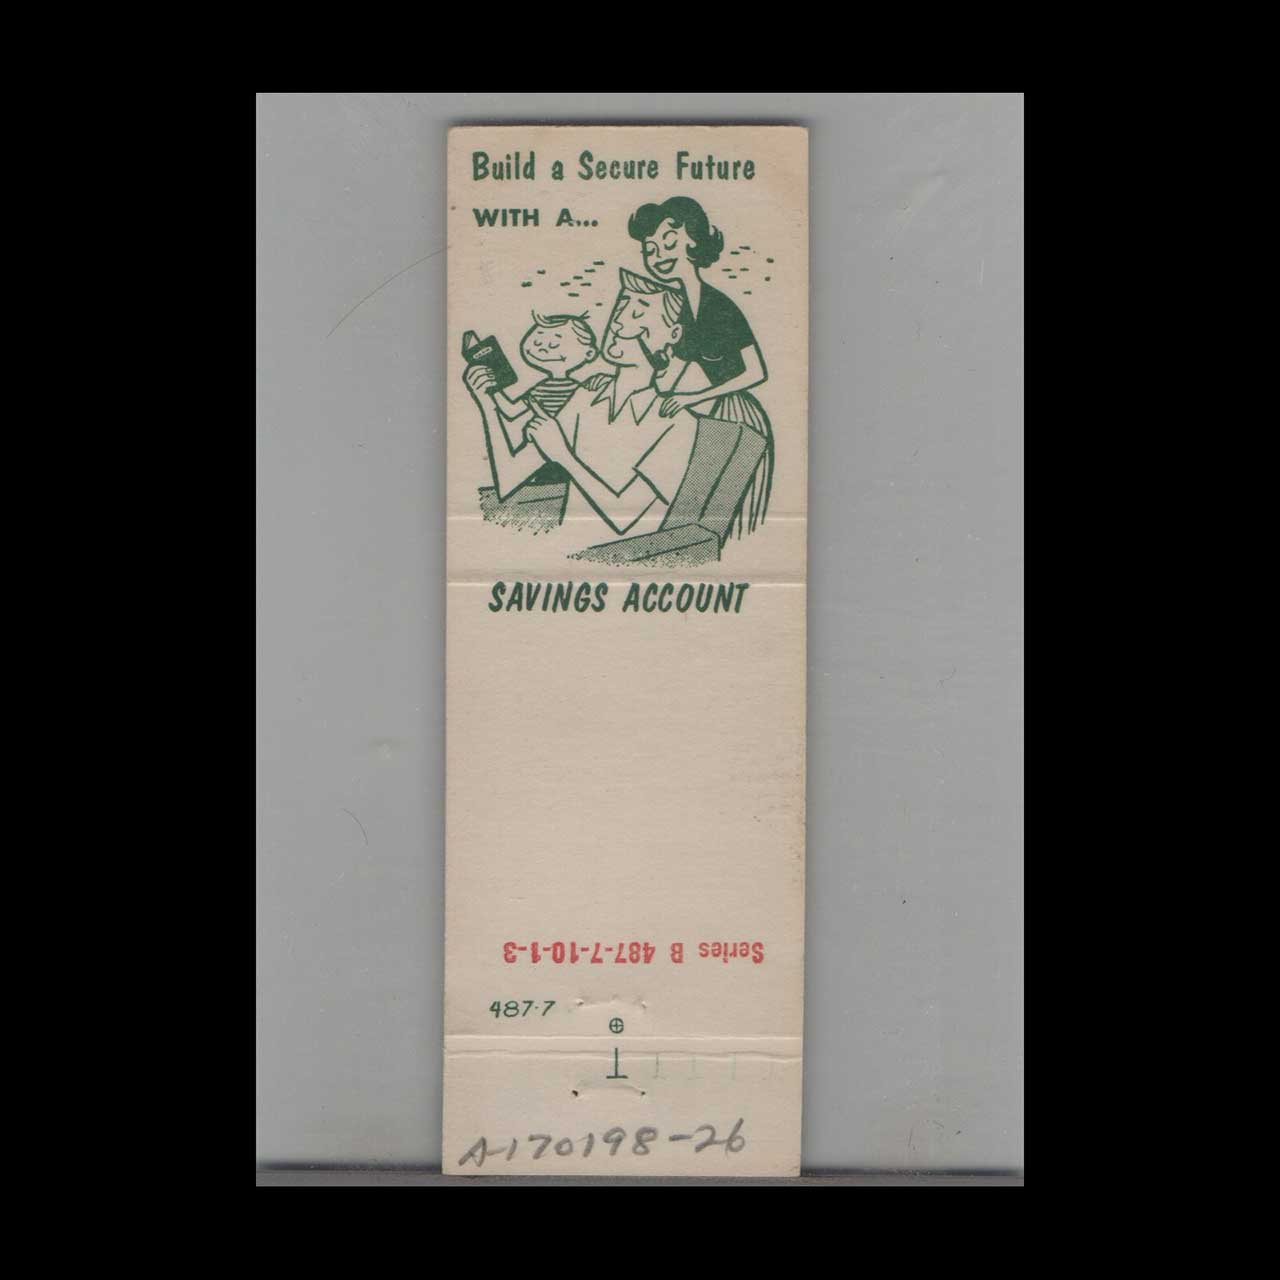 Build a Secure Future
WITH A...
SAVINGS ACCOUNT
Series B 487-7-10-1-3
487-7
T
A-170198-26